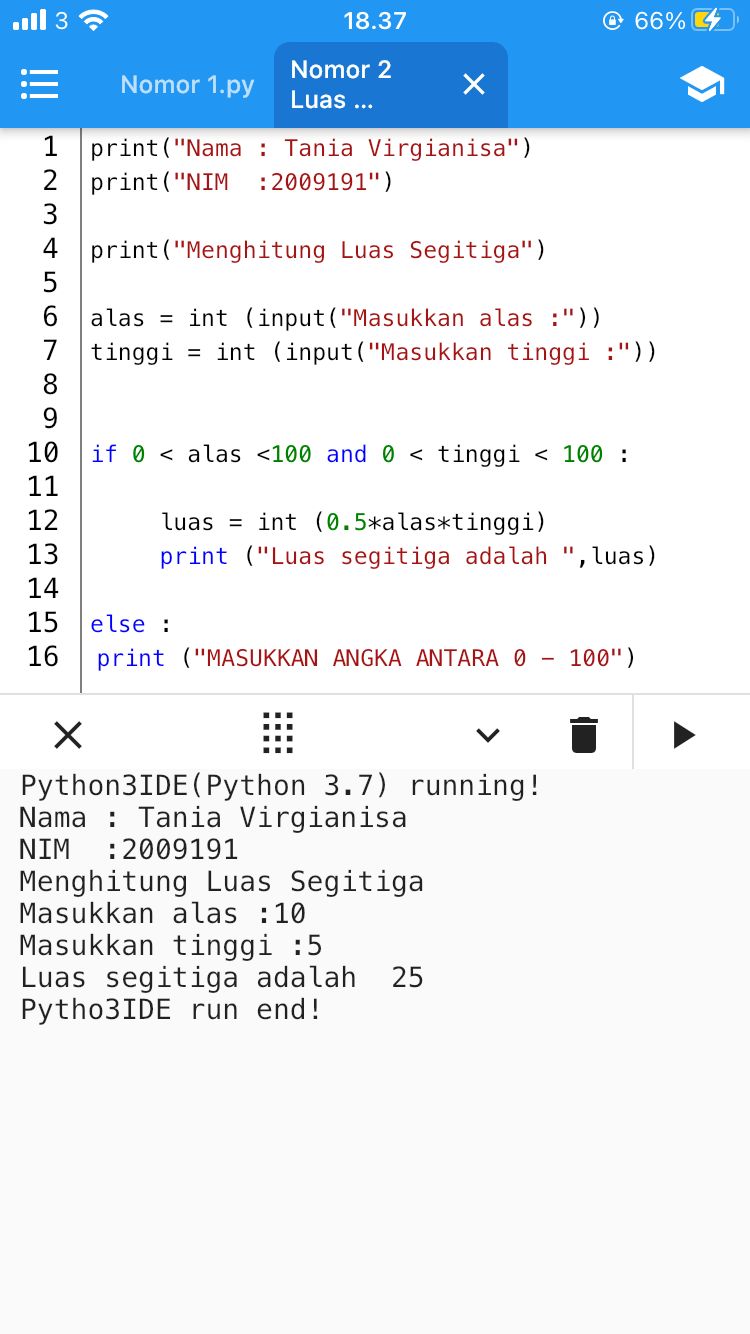 3 18.37 66%
Nomor 1.py
Nomor 2
Luas ...
1 print("Nama : Tania Virgianisa")
2 print("NIM  :2009191")
3
4 print("Menghitung Luas Segitiga")
5
6 alas = int (input("Masukkan alas :"))
7 tinggi = int (input("Masukkan tinggi :"))
8
9
10 if 0 < alas <100 and 0 < tinggi < 100 :
11
12      luas = int (0.5*alas*tinggi)
13      print ("Luas segitiga adalah ",luas)
14
15 else :
16 print ("MASUKKAN ANGKA ANTARA 0 – 100")
Python3IDE(Python 3.7) running!
Nama : Tania Virgianisa
NIM  :2009191
Menghitung Luas Segitiga
Masukkan alas :10
Masukkan tinggi :5
Luas segitiga adalah  25
Pytho3IDE run end!